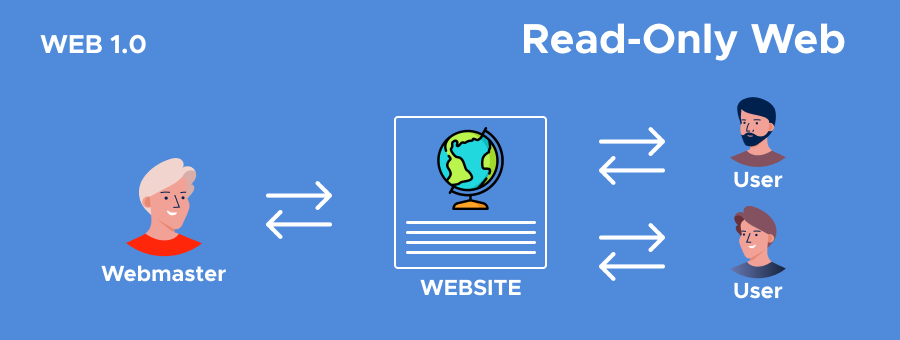 WEB 1.0
Read-Only Web
Webmaster
WEBSITE
User
User